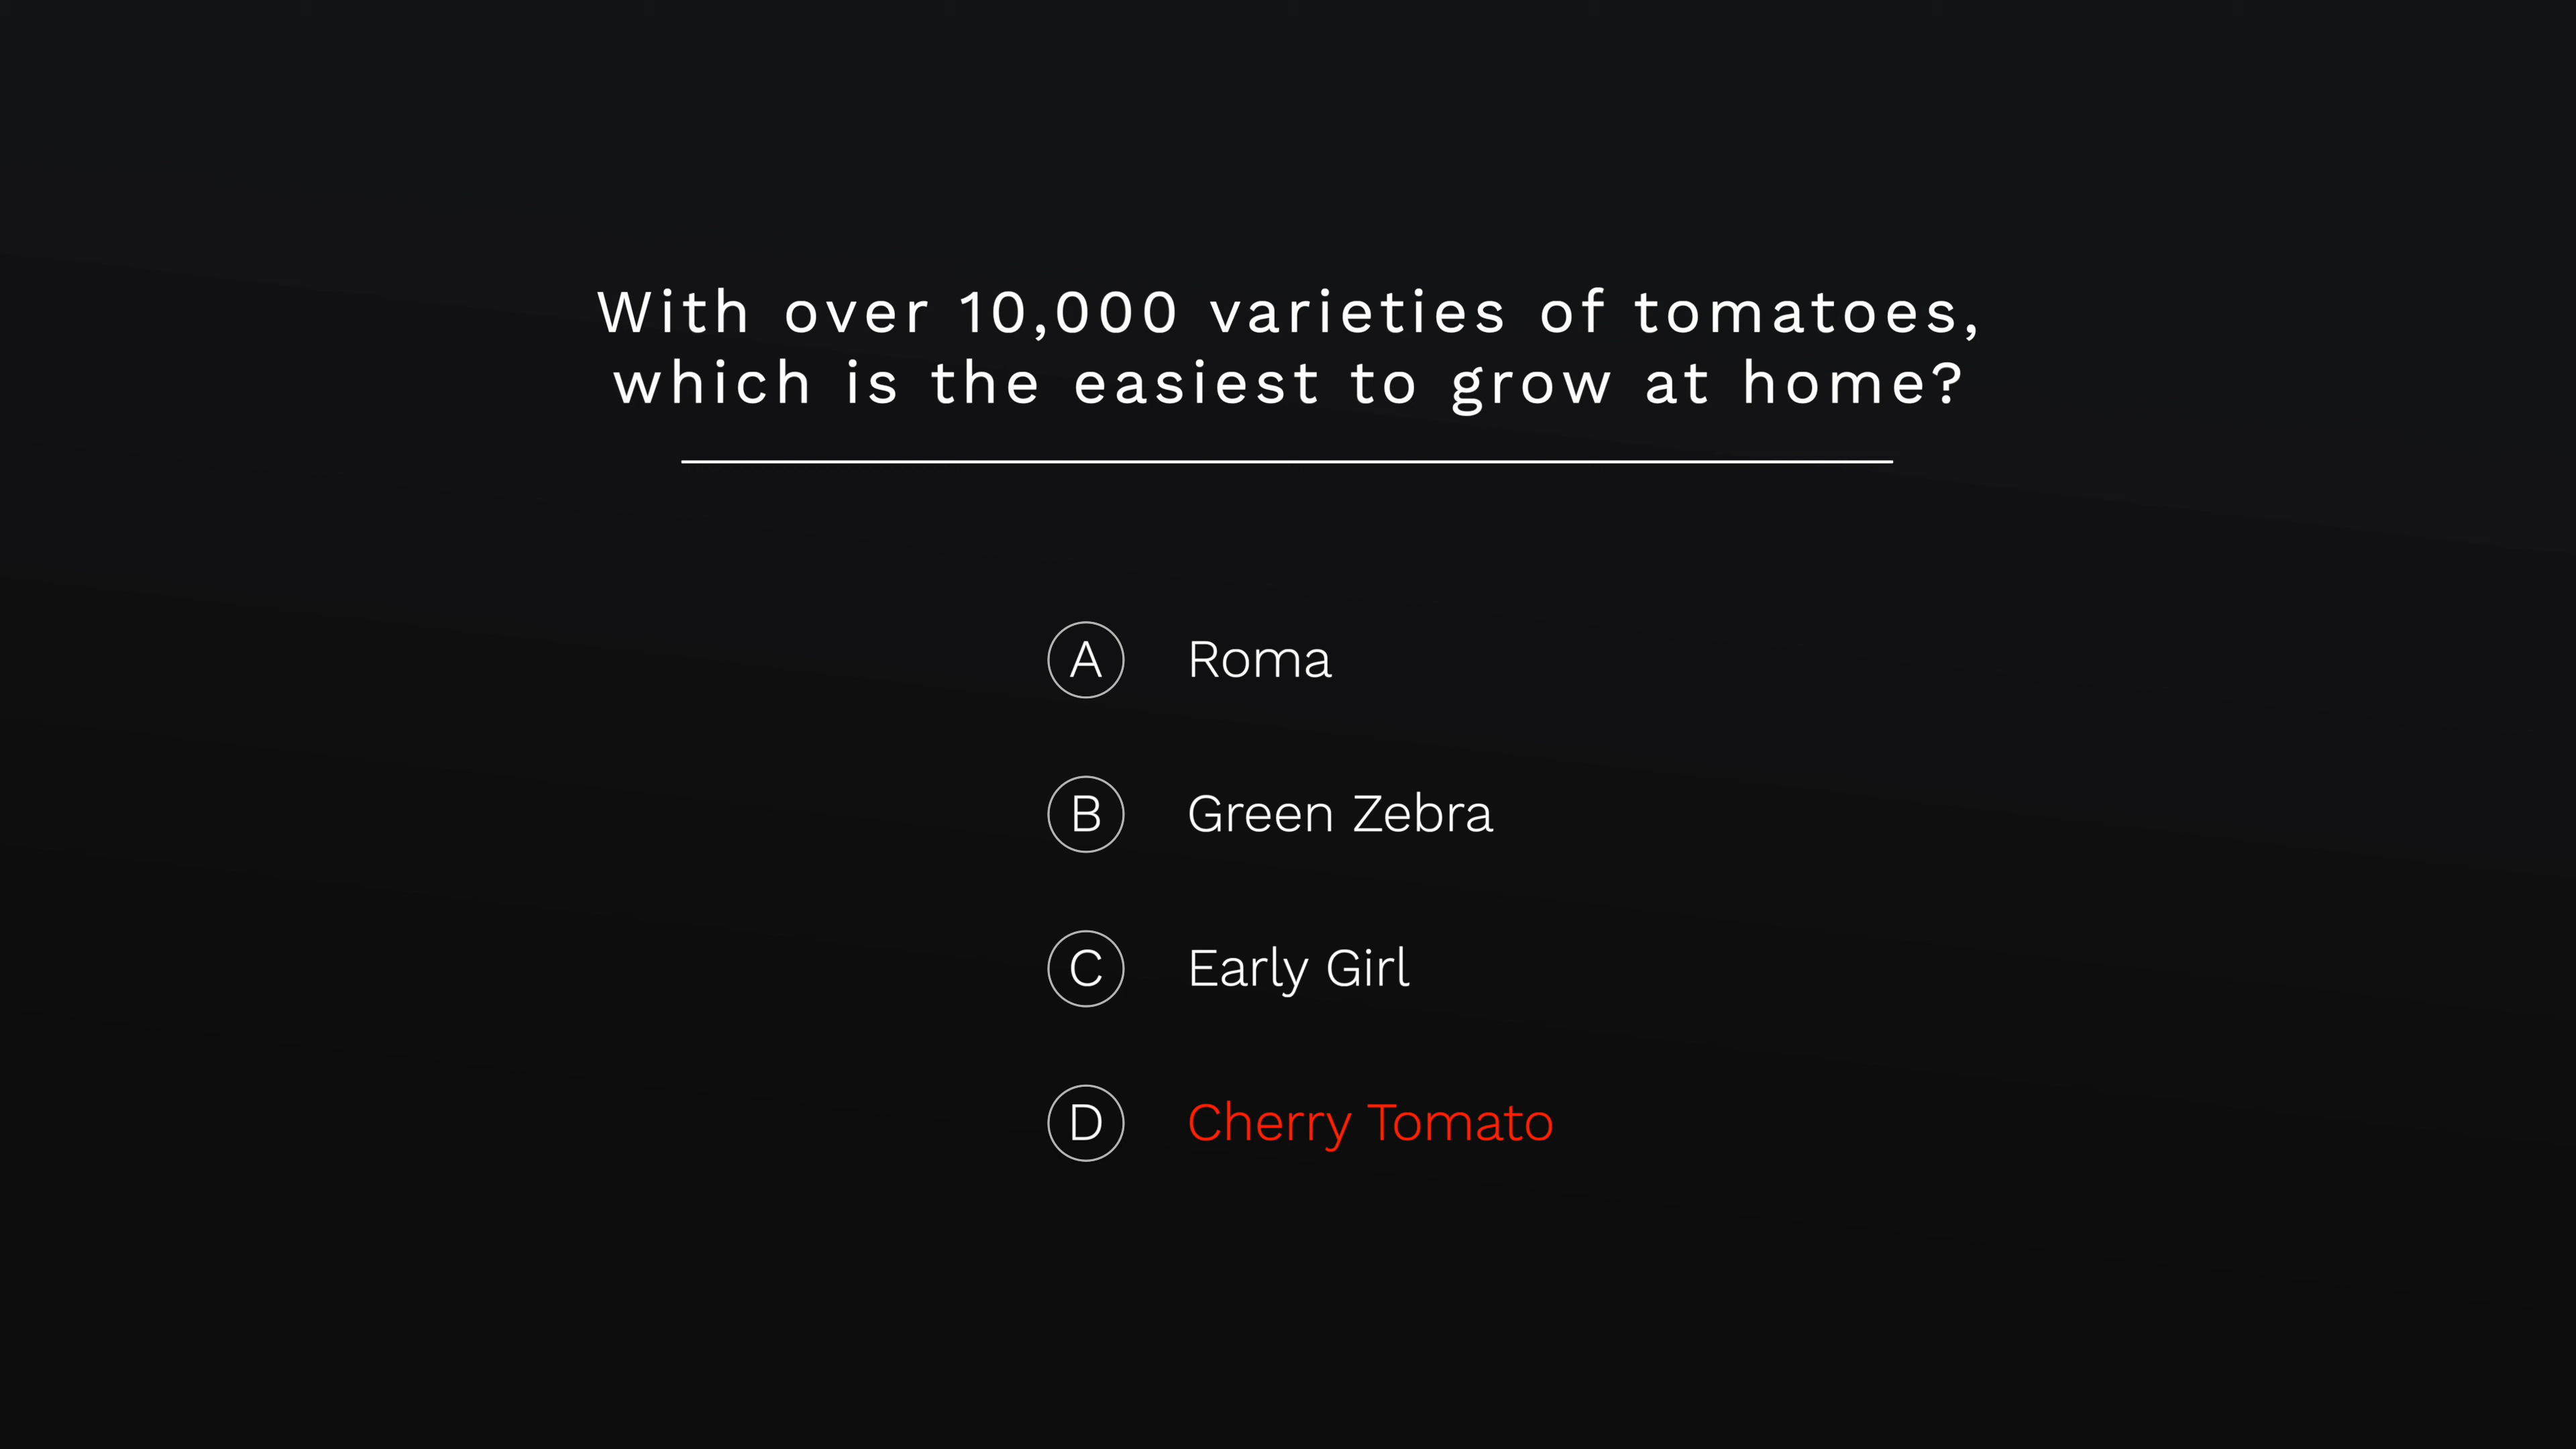 With over 10,000 varieties of tomatoes,
which is the easiest to grow at home?
A Roma
B Green Zebra
C Early Girl
D Cherry Tomato